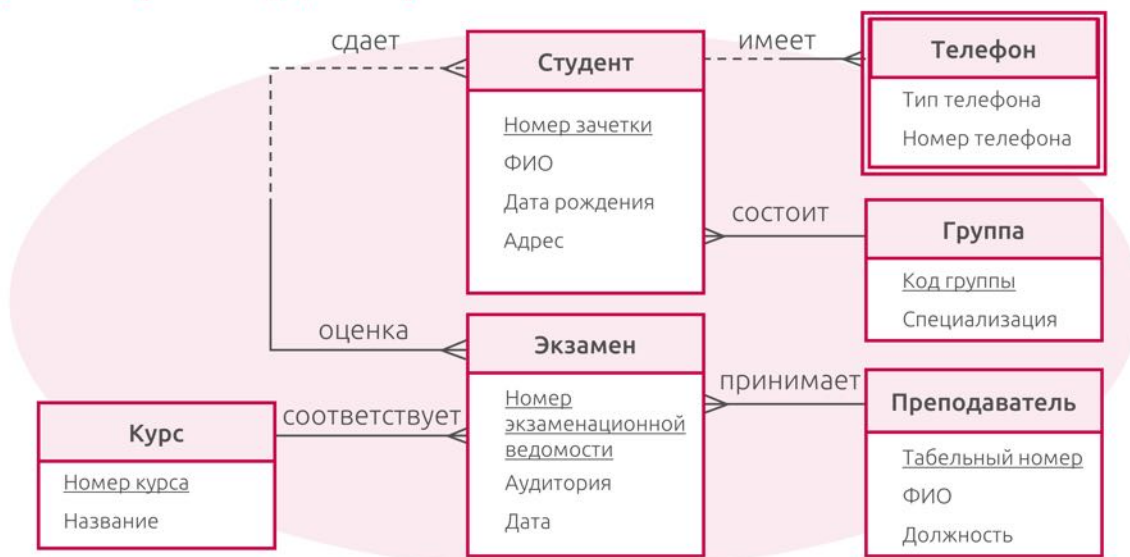 сдает
Студент
имеет
Телефон
Номер зачетки
ФИО
Дата рождения
Адрес
Тип телефона
Номер телефона
состоит
Группа
Код группы
Специализация
оценка
Экзамен
принимает
Преподаватель
Курс
соответствует
Номер курса
Название
Номер
экзаменационной
ведомости
Аудитория
Дата
Табельный номер
ФИО
Должность